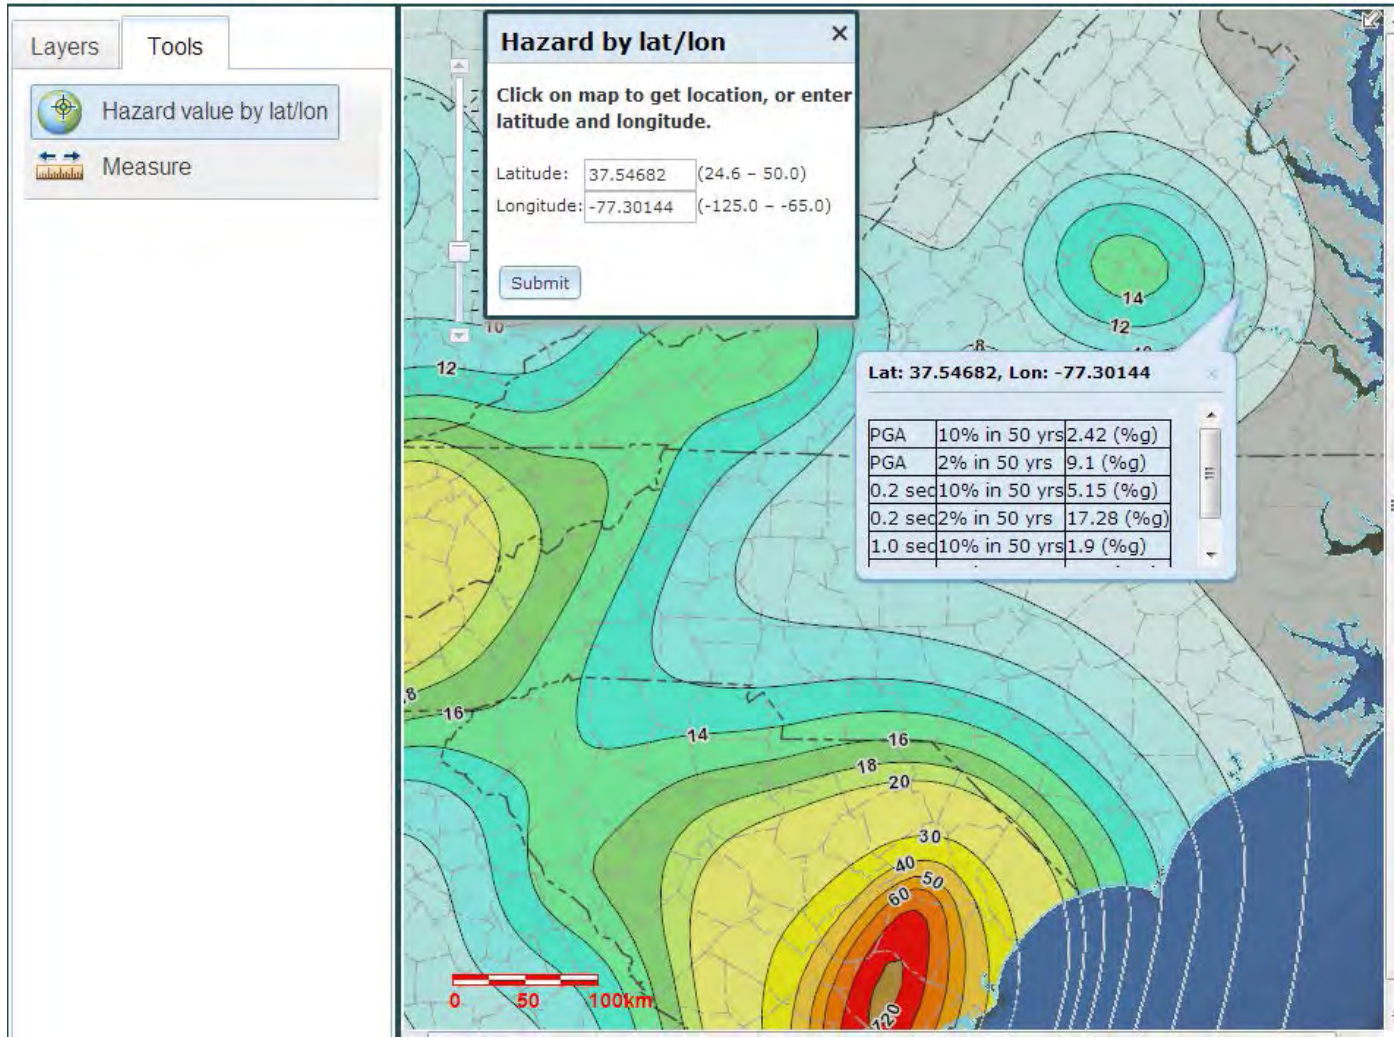 Layers
Tools
Hazard value by lat/lon
Measure
Hazard by lat/lon
Click on map to get location, or enter
latitude and longitude.
Latitude: 37.54682 (24.6 – 50.0)
Longitude: -77.30144 (-125.0 – -65.0)
Submit
10
12
14
12
8
Lat: 37.54682, Lon: -77.30144
PGA 10% in 50 yrs 2.42 (%g)
PGA 2% in 50 yrs 9.1 (%g)
0.2 sec 10% in 50 yrs 5.15 (%g)
0.2 sec 2% in 50 yrs 17.28 (%g)
1.0 sec 10% in 50 yrs 1.9 (%g)
16
14
16
18
20
30
40
50
60
120
0 50 100km